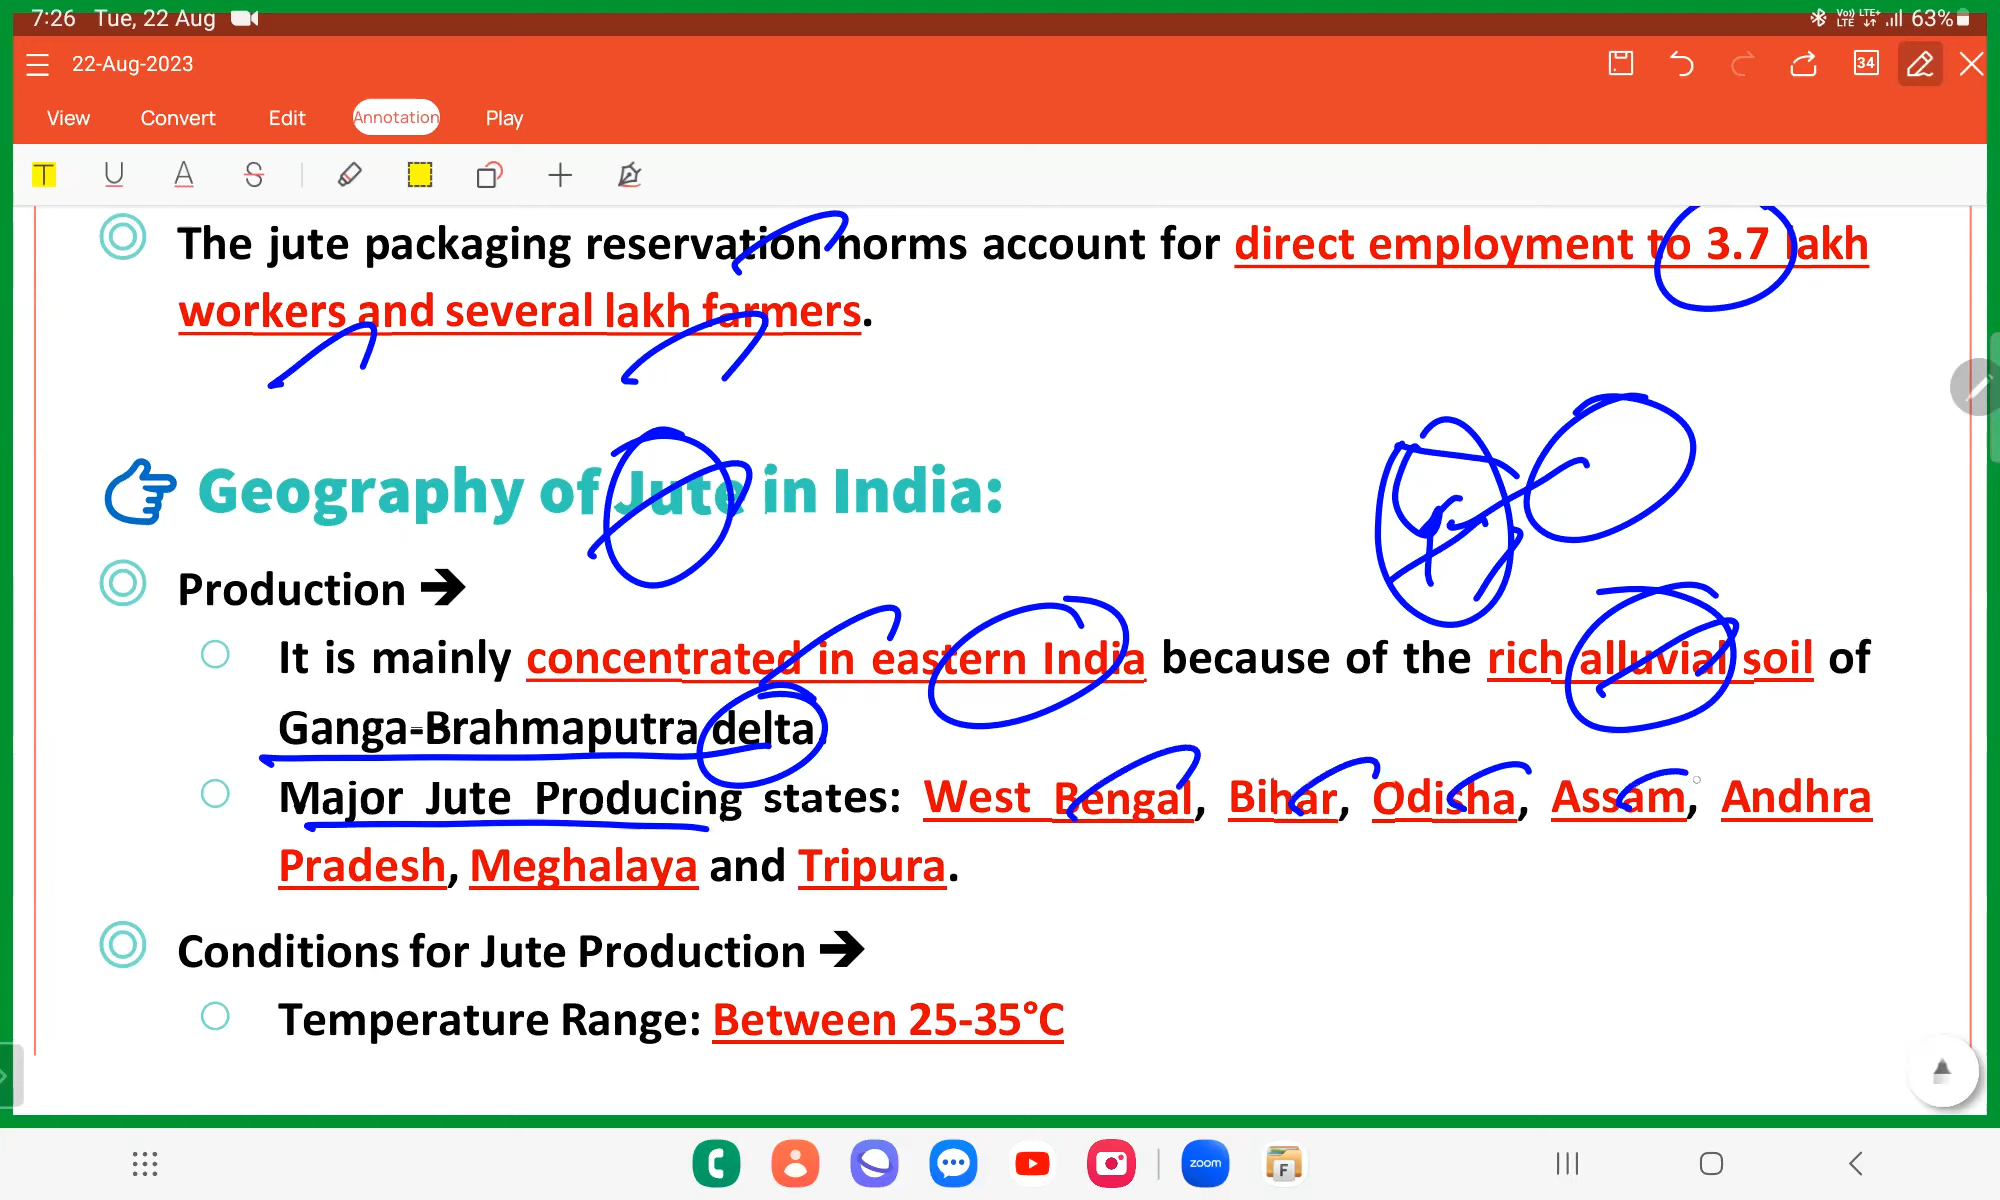 7:26 Tue, 22 Aug Vo) LTE LTE+ 63%
22-Aug-2023 34
View Convert Edit Annotation Play
T U A S
The jute packaging reservation norms account for direct employment to 3.7 lakh
workers and several lakh farmers.
Geography of Jute in India:
Production ➔
It is mainly concentrated in eastern India because of the rich alluvial soil of
Ganga-Brahmaputra delta.
Major Jute Producing states: West Bengal, Bihar, Odisha, Assam, Andhra
Pradesh, Meghalaya and Tripura.
Conditions for Jute Production ➔
Temperature Range: Between 25-35°C
zoom F